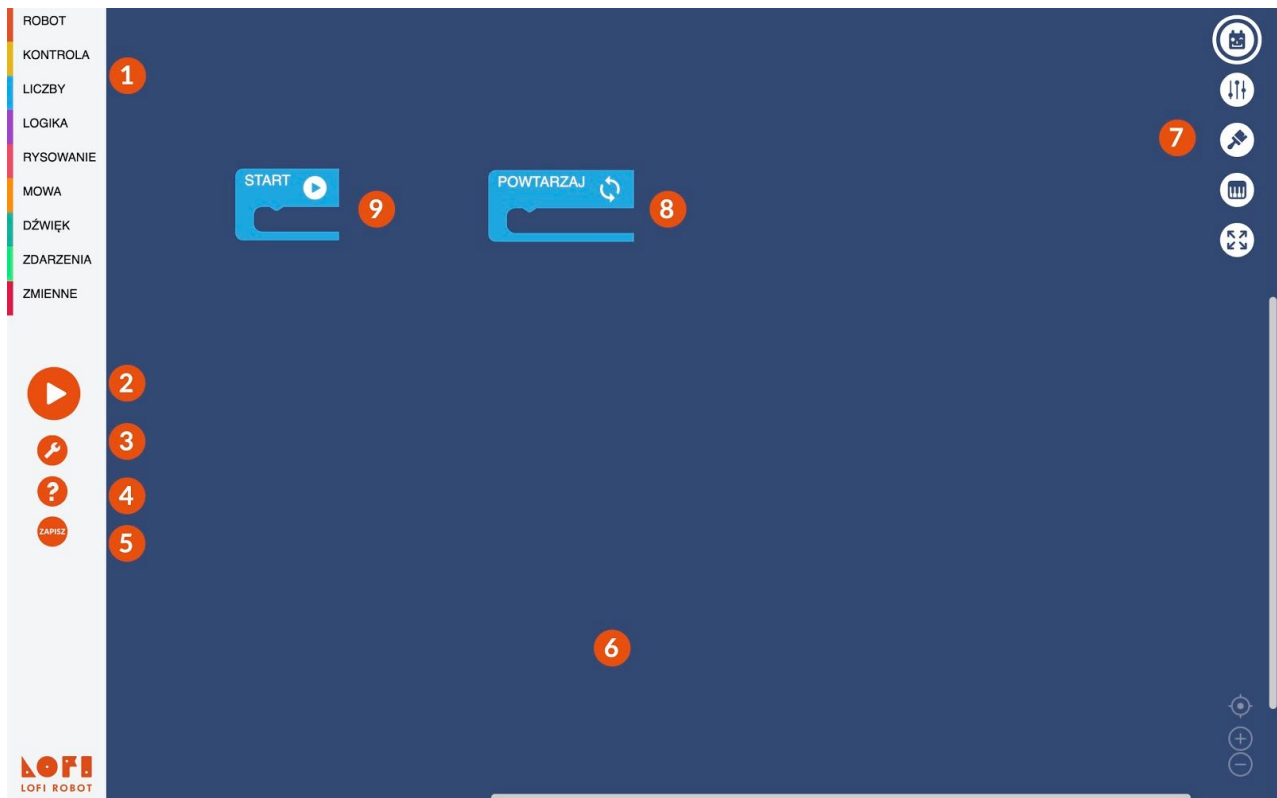 ROBOT
KONTROLA
1
LICZBY
LOGIKA
7
RYSOWANIE
MOWA
START
9
POWTARZAJ
8
DŹWIĘK
ZDARZENIA
ZMIENNE
2
3
?
4
ZAPISZ
5
6
LOFI
LOFI ROBOT